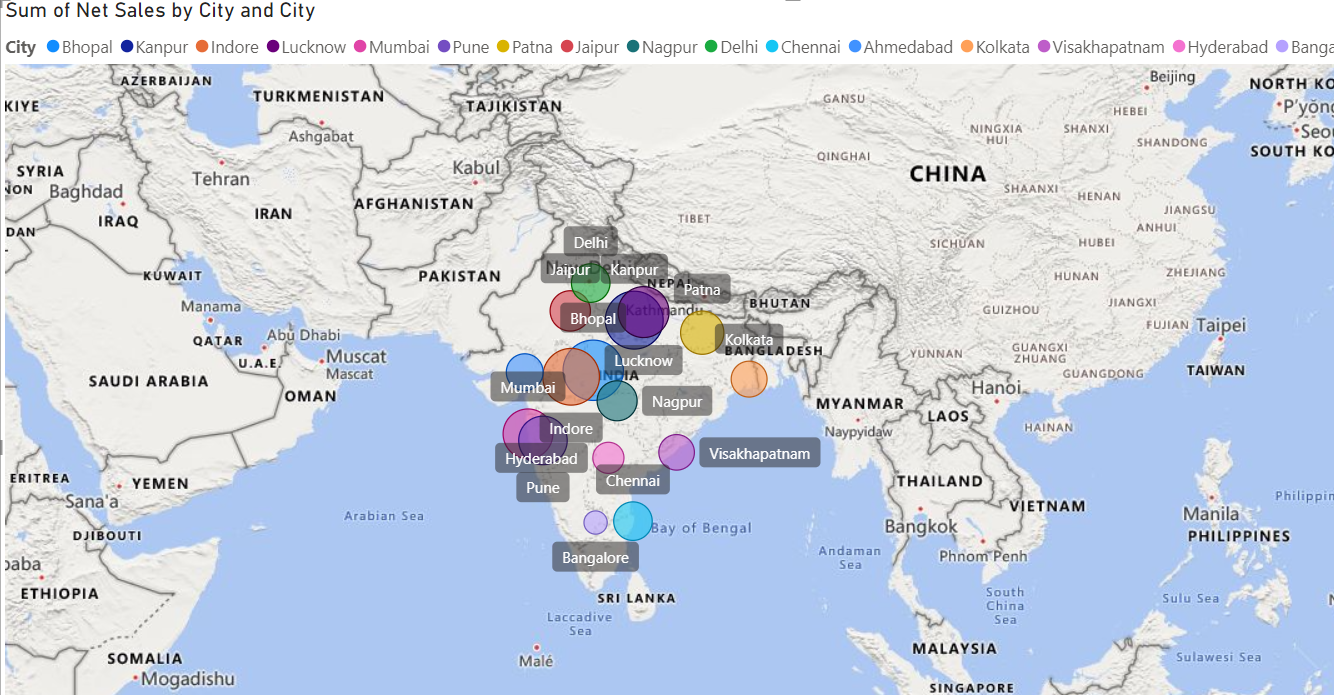 Sum of Net Sales by City and City
City Bhopal Kanpur Indore Lucknow Mumbai Pune Patna Jaipur Nagpur Delhi Chennai Ahmedabad Kolkata Visakhapatnam Hyderabad Banga
AZERBAIJAN
TURKMENISTAN
TAJIKISTAN
Beijing
NORTH KO
KIYE
Ashgabat
GANSU
HEBEI
P'yŏng
NINGXIA
HUI
SHANXI
SHANDONG
Seou
SOUTH KO
SYRIA
NON
Tehran
Kabul
QINGHAI
CHINA
Baghdad
IRAQ
IRAN
AFGHANISTAN
SHAANXI
HENAN
JIANGSU
DAN
TIBET
ANHUI
SICHUAN
HUBEI
Delhi
KUWAIT
PAKISTAN
Jaipur
Kanpur
NEPAL
Patna
HUNAN
ZHEJIANG
Manama
BHUTAN
Kathmandu
GUIZHOU
JIANGXI
Bhopal
FUJIAN
Taipei
QATAR
Abu Dhabi
Kolkata
BANGLADESH
YUNNAN
GUANGXI
ZHUANG
U.A.E.
Muscat
Muscat
Lucknow
INDIA
GUANGDONG
TAIWAN
SAUDI ARABIA
OMAN
Mumbai
Nagpur
MYANMAR
Hanoi
LAOS
Naypyidaw
HAINAN
Indore
Hyderabad
Visakhapatnam
ERITREA
YEMEN
Pune
Chennai
THAILAND
Sana'a
Arabian Sea
Bay of Bengal
Bangkok
VIETNAM
Manila
Philippin
DJIBOUTI
PHILIPPINES
Bangalore
Andaman
Sea
Phnom Penh
baba
ETHIOPIA
SRI LANKA
South
China
Sea
Sulu Sea
Laccadive
Sea
Malé
MALAYSIA
Sulawesi Sea
SOMALIA
Mogadishu
SINGAPORE